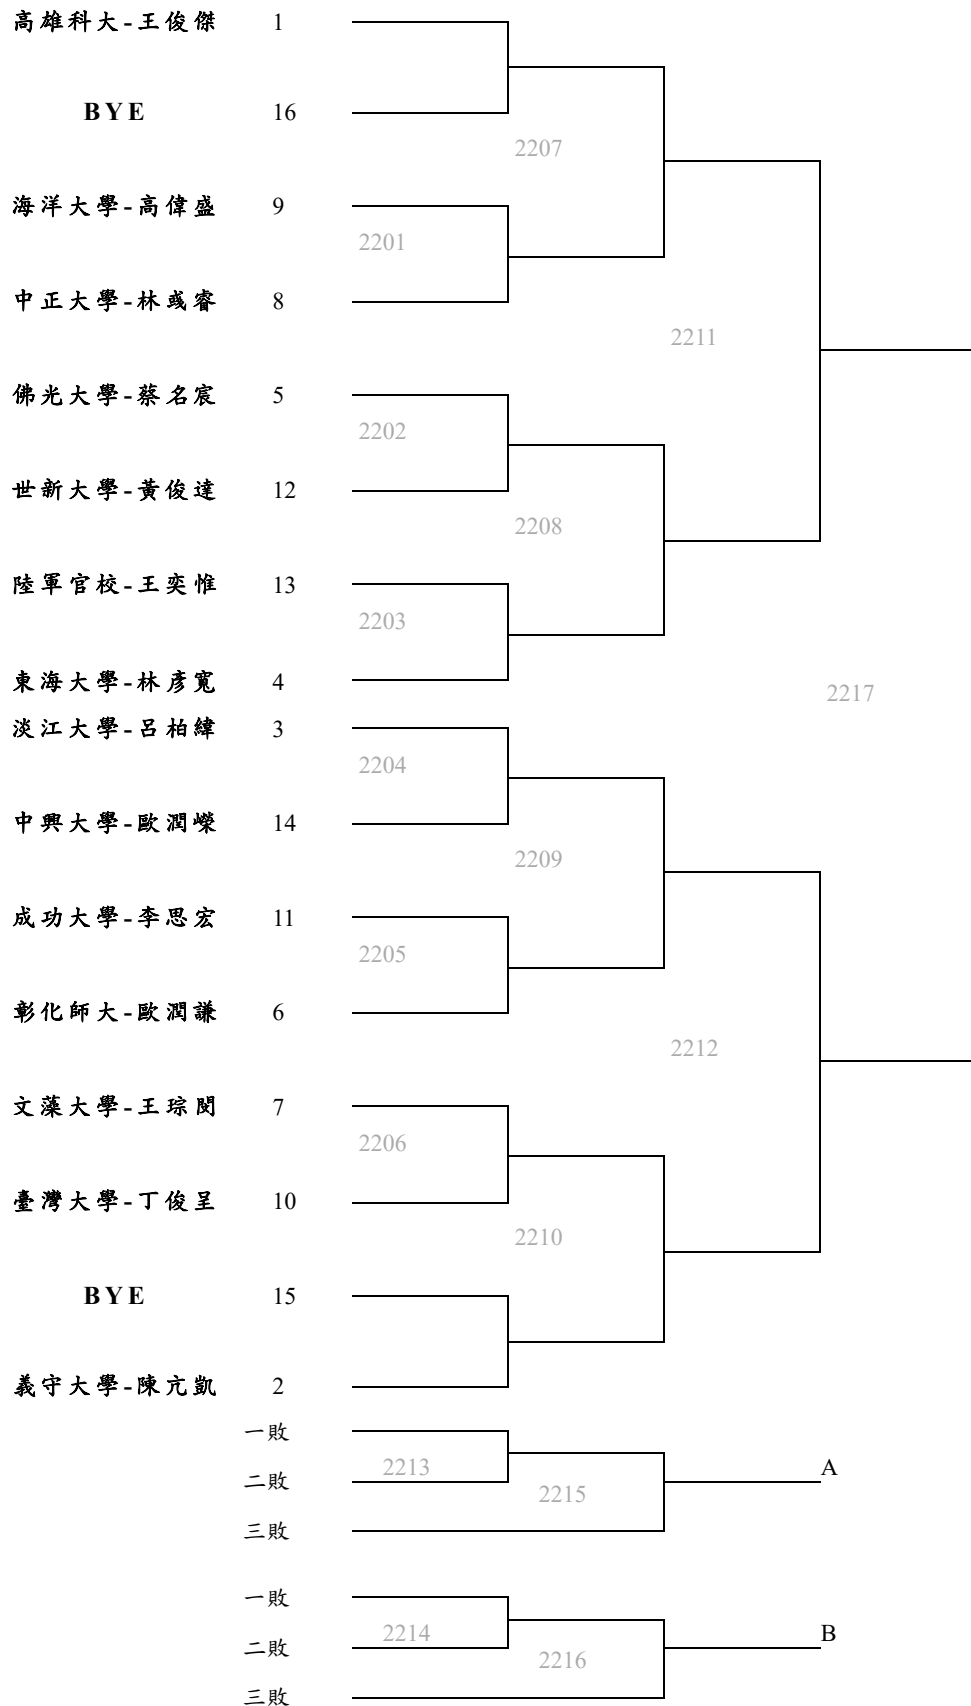 高雄科大-王俊傑 1
BYE 16
2207
海洋大學-高偉盛 9
2201
中正大學-林彧睿 8
2211
佛光大學-蔡名宸 5
2202
世新大學-黃俊達 12
2208
陸軍官校-王奕惟 13
2203
東海大學-林彥寬 4
2217
淡江大學-呂柏緯 3
2204
中興大學-歐潤嶸 14
2209
成功大學-李思宏 11
2205
彰化師大-歐潤謙 6
2212
文藻大學-王琮閔 7
2206
臺灣大學-丁俊呈 10
2210
BYE 15
義守大學-陳亢凱 2
一敗
2213 A
二敗
2215
三敗
一敗
2214 B
二敗
2216
三敗